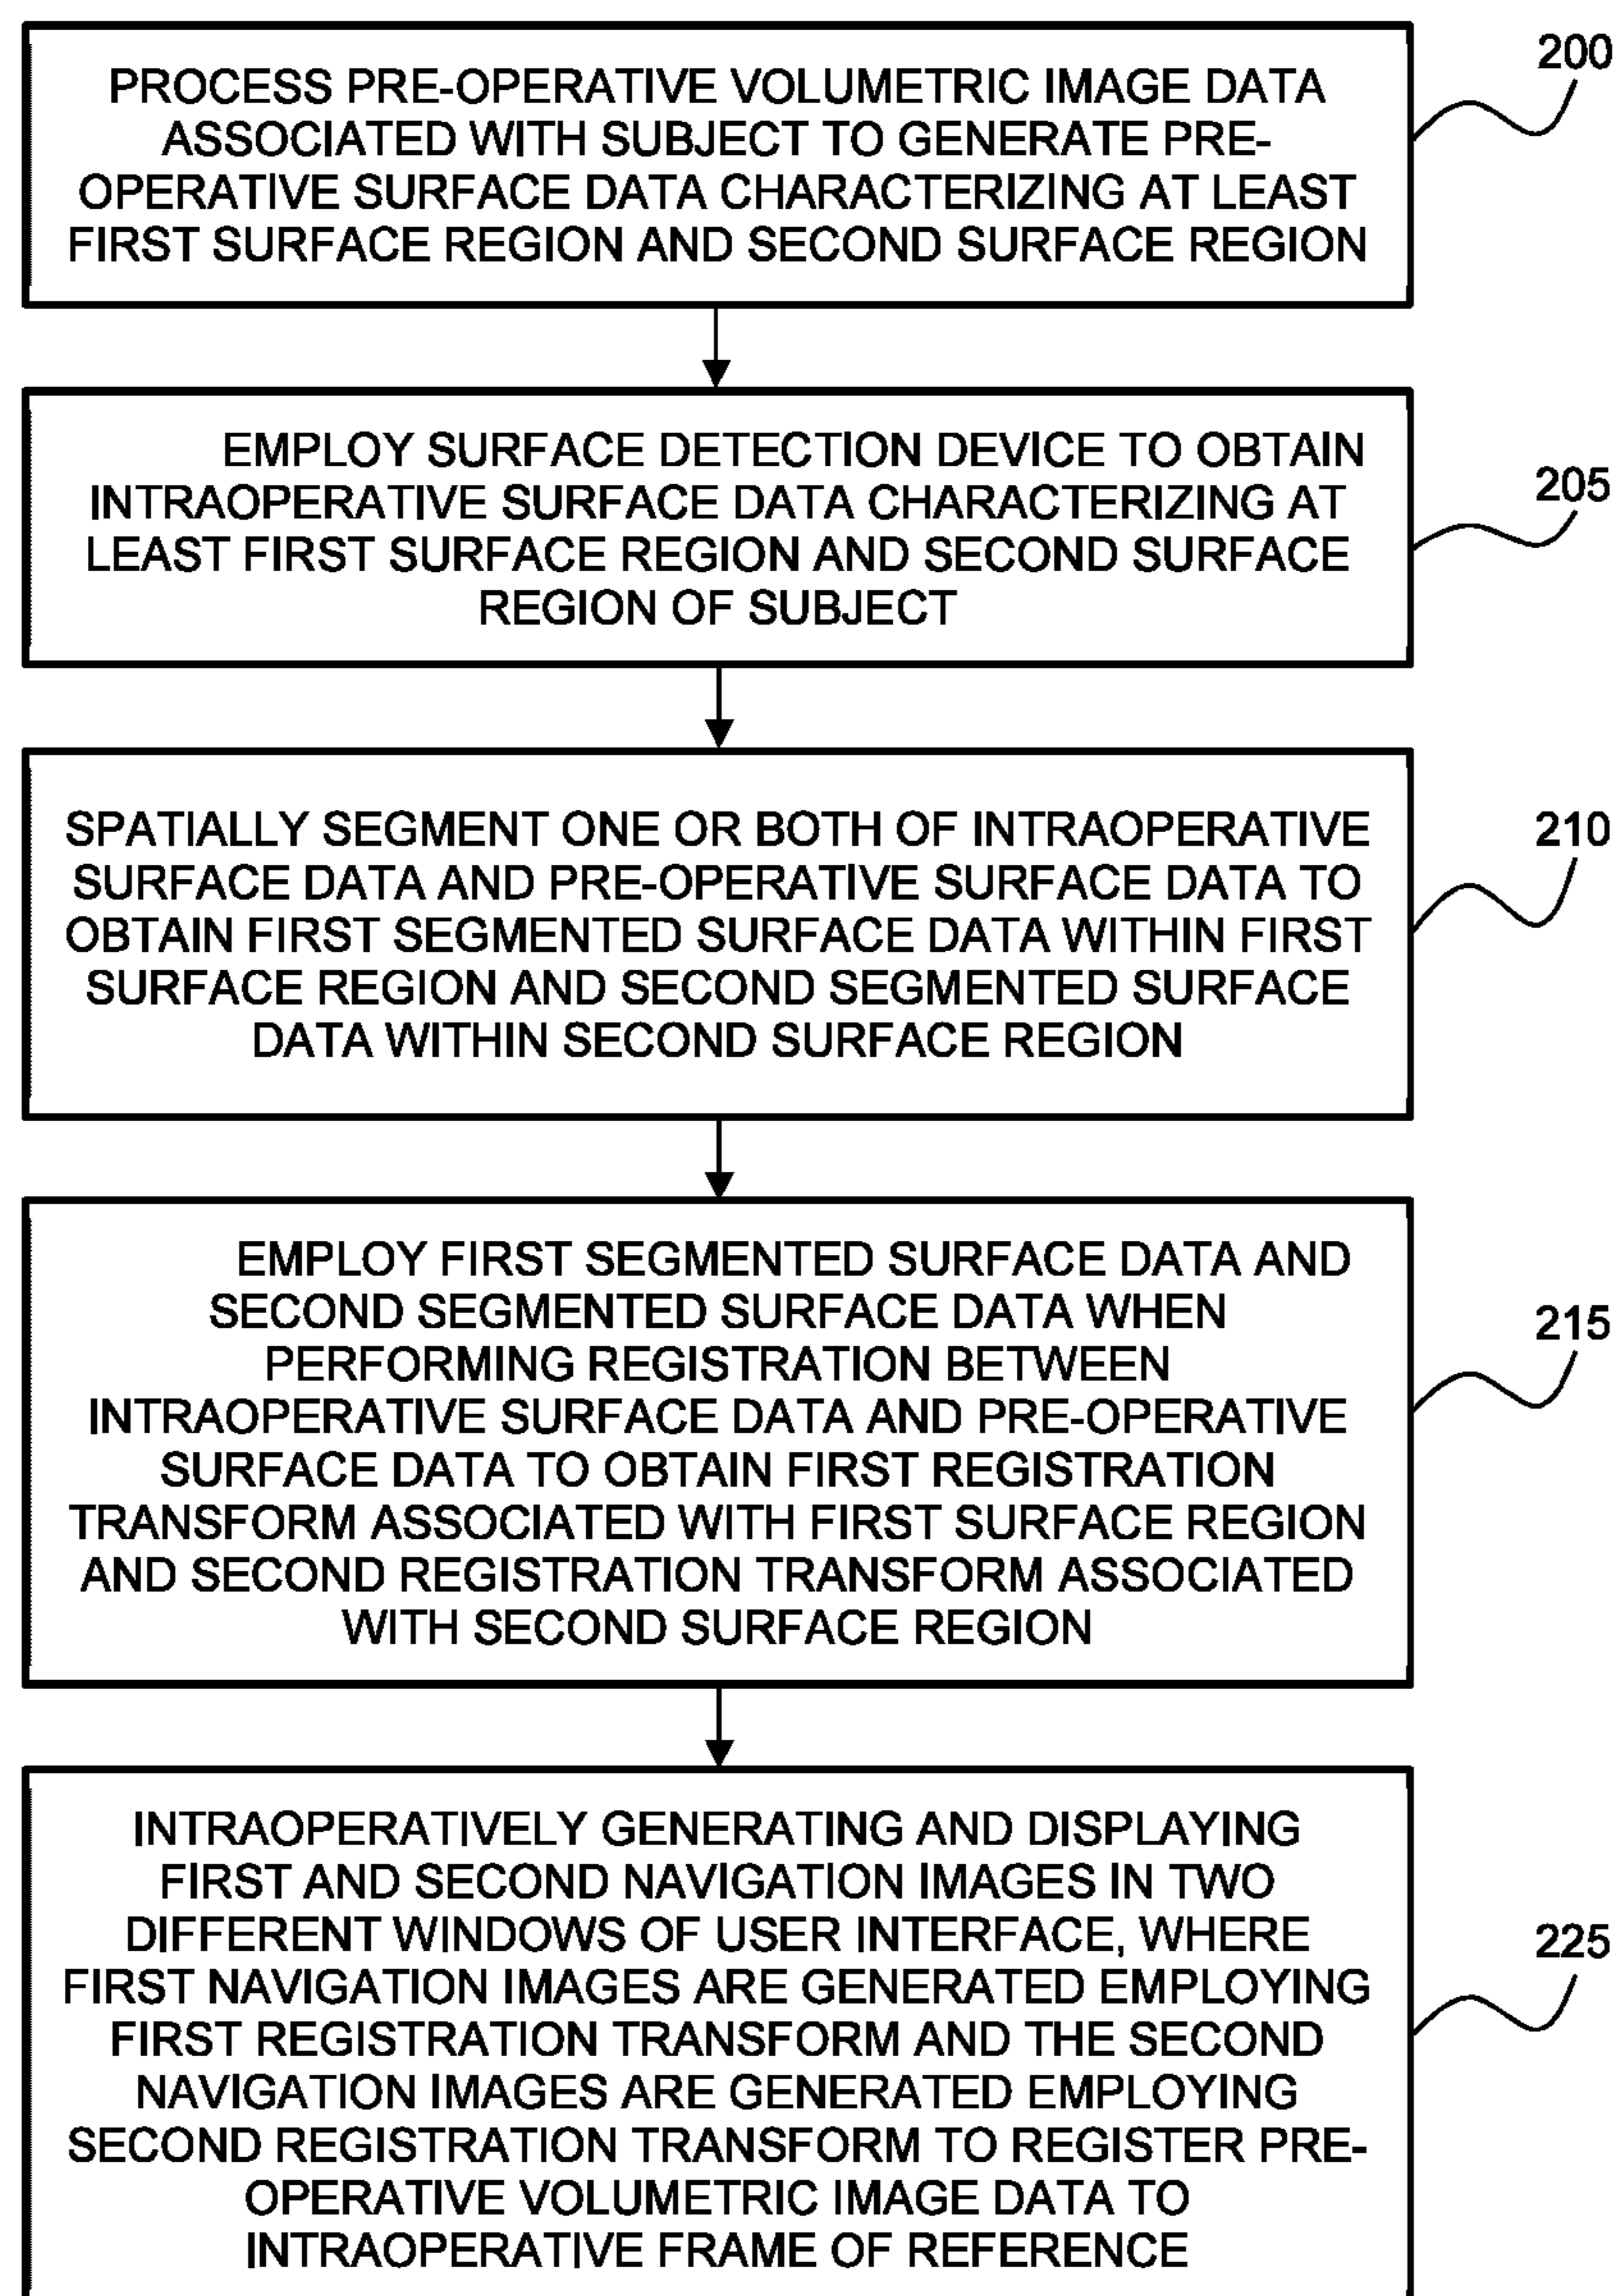 PROCESS PRE-OPERATIVE VOLUMETRIC IMAGE DATA
ASSOCIATED WITH SUBJECT TO GENERATE PRE-
OPERATIVE SURFACE DATA CHARACTERIZING AT LEAST
FIRST SURFACE REGION AND SECOND SURFACE REGION
200
EMPLOY SURFACE DETECTION DEVICE TO OBTAIN
INTRAOPERATIVE SURFACE DATA CHARACTERIZING AT
LEAST FIRST SURFACE REGION AND SECOND SURFACE
REGION OF SUBJECT
205
SPATIALLY SEGMENT ONE OR BOTH OF INTRAOPERATIVE
SURFACE DATA AND PRE-OPERATIVE SURFACE DATA TO
OBTAIN FIRST SEGMENTED SURFACE DATA WITHIN FIRST
SURFACE REGION AND SECOND SEGMENTED SURFACE
DATA WITHIN SECOND SURFACE REGION
210
EMPLOY FIRST SEGMENTED SURFACE DATA AND
SECOND SEGMENTED SURFACE DATA WHEN
PERFORMING REGISTRATION BETWEEN
INTRAOPERATIVE SURFACE DATA AND PRE-OPERATIVE
SURFACE DATA TO OBTAIN FIRST REGISTRATION
TRANSFORM ASSOCIATED WITH FIRST SURFACE REGION
AND SECOND REGISTRATION TRANSFORM ASSOCIATED
WITH SECOND SURFACE REGION
215
INTRAOPERATIVELY GENERATING AND DISPLAYING
FIRST AND SECOND NAVIGATION IMAGES IN TWO
DIFFERENT WINDOWS OF USER INTERFACE, WHERE
FIRST NAVIGATION IMAGES ARE GENERATED EMPLOYING
FIRST REGISTRATION TRANSFORM AND THE SECOND
NAVIGATION IMAGES ARE GENERATED EMPLOYING
SECOND REGISTRATION TRANSFORM TO REGISTER PRE-
OPERATIVE VOLUMETRIC IMAGE DATA TO
INTRAOPERATIVE FRAME OF REFERENCE
225